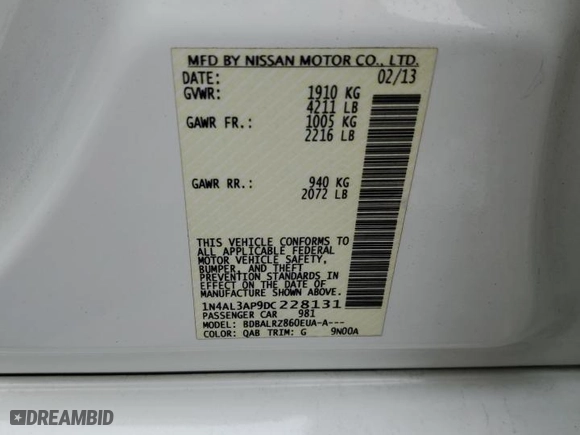 MFD BY NISSAN MOTOR CO., LTD.
DATE: 02/13
GVWR: 1910 KG
4211 LB
GAWR FR.: 1005 KG
2216 LB
GAWR RR.: 940 KG
2072 LB
THIS VEHICLE CONFORMS TO
ALL APPLICABLE FEDERAL
MOTOR VEHICLE SAFETY,
BUMPER, AND THEFT
PREVENTION STANDARDS IN
EFFECT ON THE DATE OF
MANUFACTURE SHOWN ABOVE.
1N4AL3AP9DC228131
PASSENGER CAR 981
MODEL: BDBALRZ860EUA-A---
COLOR: QAB TRIM: G 9N00A
DREAMBID